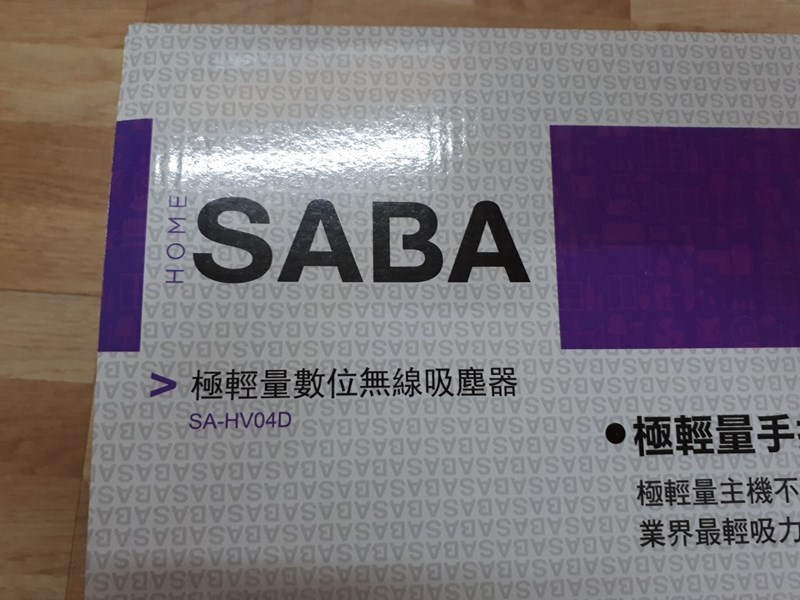 HOME
SABA
> 極輕量數位無線吸塵器
SA-HV04D
●極輕量手
極輕量主機不
業界最輕吸力